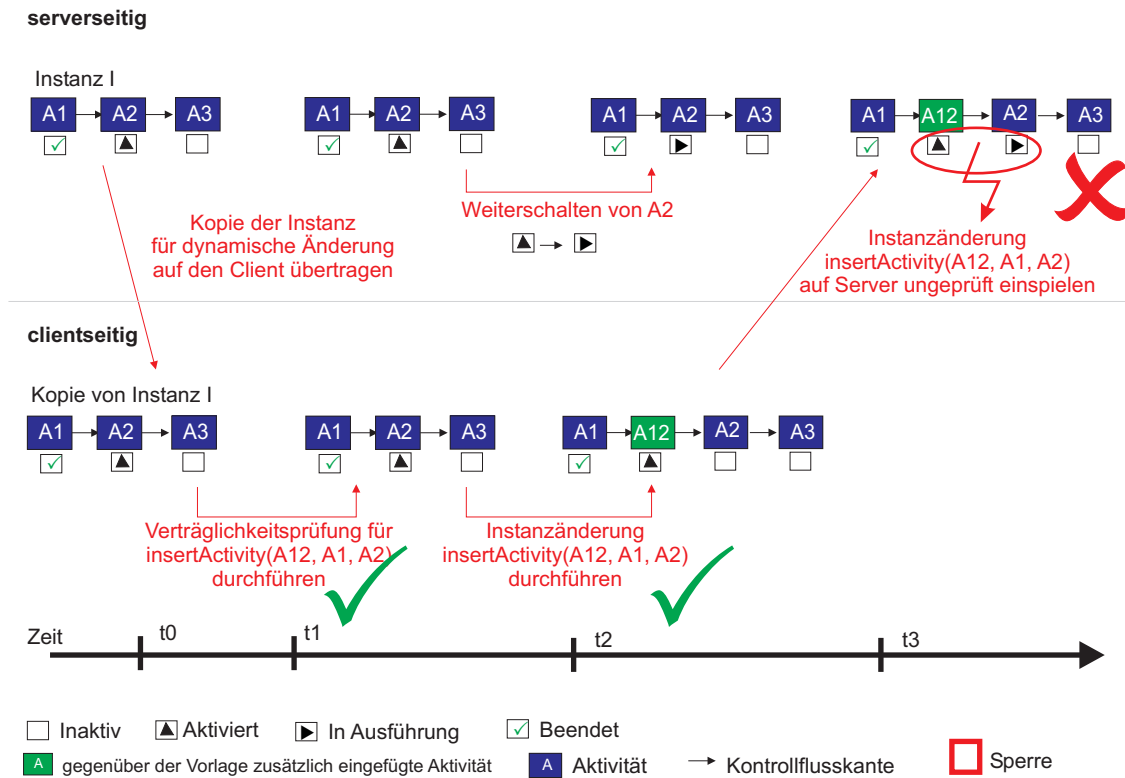 serverseitig
Instanz I
A1 A2 A3
A1 A2 A3
A1 A2 A3
A1 A12 A2 A3
Kopie der Instanz
für dynamische Änderung
auf den Client übertragen
Weiterschalten von A2
Instanzänderung
insertActivity(A12, A1, A2)
auf Server ungeprüft einspielen
clientseitig
Kopie von Instanz I
A1 A2 A3
A1 A2 A3
A1 A12 A2 A3
Verträglichkeitsprüfung für
insertActivity(A12, A1, A2)
durchführen
Instanzänderung
insertActivity(A12, A1, A2)
durchführen
Zeit t0 t1 t2 t3
Inaktiv Aktiviert In Ausführung Beendet
A gegenüber der Vorlage zusätzlich eingefügte Aktivität A Aktivität Kontrollflusskante Sperre